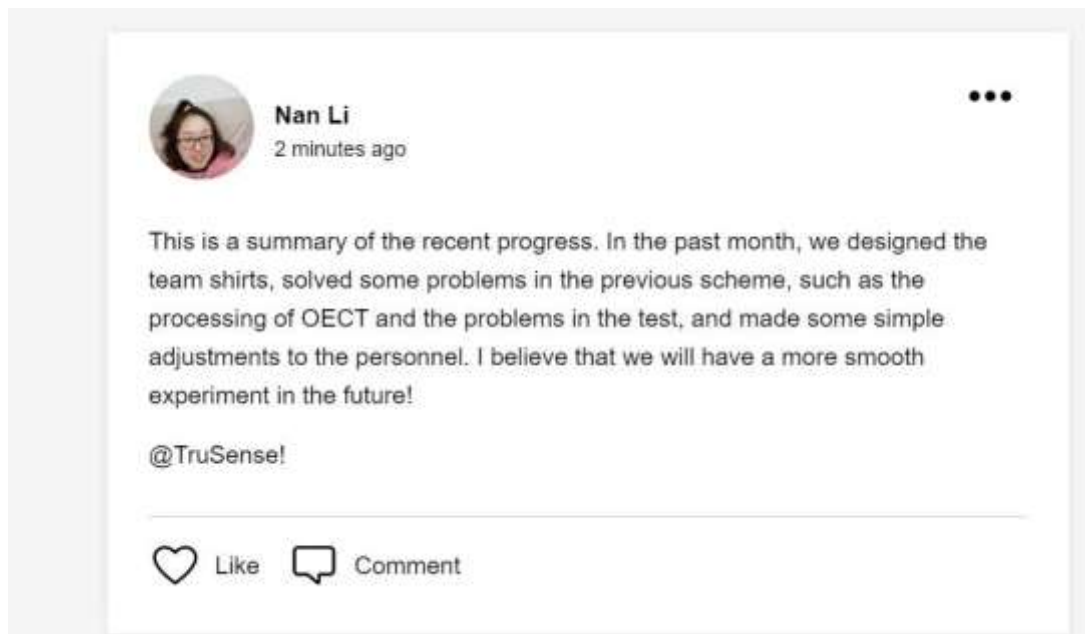 Nan Li
2 minutes ago
This is a summary of the recent progress. In the past month, we designed the
team shirts, solved some problems in the previous scheme, such as the
processing of OECT and the problems in the test, and made some simple
adjustments to the personnel. I believe that we will have a more smooth
experiment in the future!
@TruSense!
Like Comment